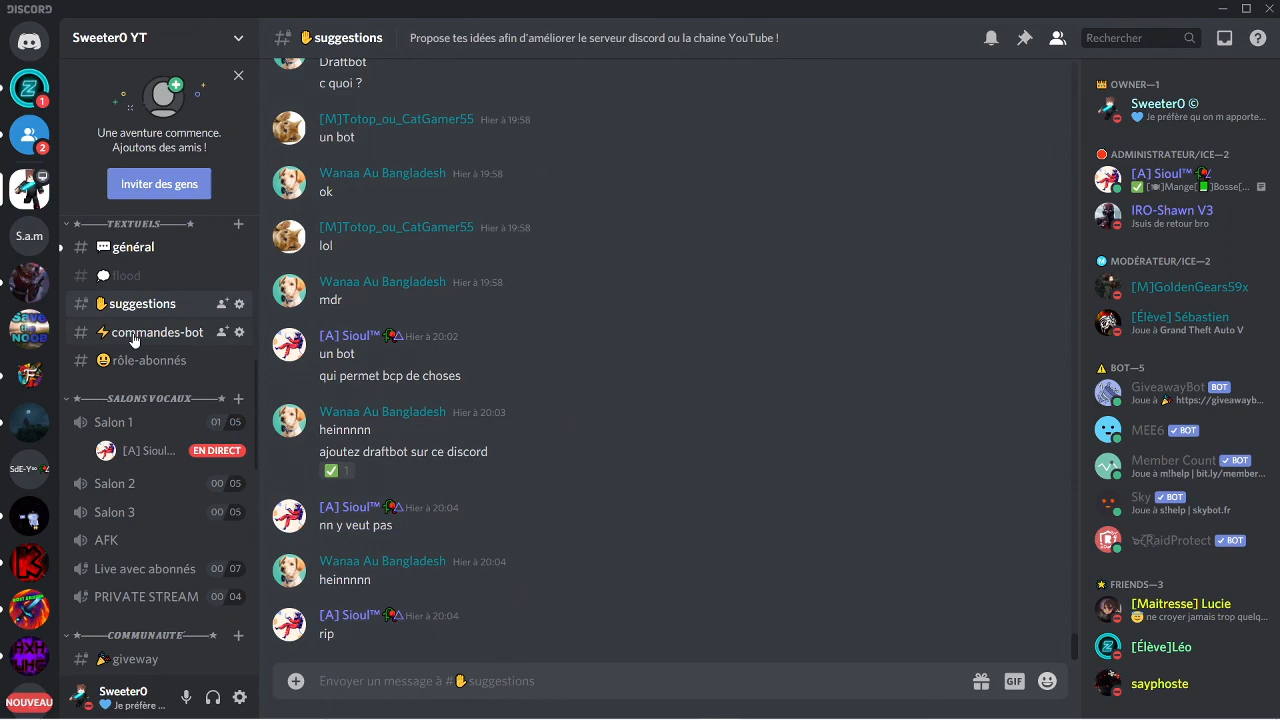 DISCORD
Sweeter0 YT
✋suggestions
Propose tes idées afin d'améliorer le serveur discord ou la chaine YouTube !
Rechercher
1
2
S.a.m
SdE-Y∞
NOUVEAU
Une aventure commence.
Ajoutons des amis !
Inviter des gens
★——TEXTUELS——★
💬général
💭flood
✋suggestions
⚡commandes-bot
😃rôle-abonnés
★——SALONS VOCAUX——★
Salon 1 01 05
[A] Sioul... EN DIRECT
Salon 2 00 05
Salon 3 00 05
AFK
Live avec abonnés 00 07
PRIVATE STREAM 00 04
★——COMMUNAUTÉ——★
🎉giveway
Sweeter0
💙 Je préfère ...
Draftbot
c quoi ?
[M]Totop_ou_CatGamer55 Hier à 19:58
un bot
Wanaa Au Bangladesh Hier à 19:58
ok
[M]Totop_ou_CatGamer55 Hier à 19:58
lol
Wanaa Au Bangladesh Hier à 19:58
mdr
[A] Sioul™🥀△ Hier à 20:02
un bot
qui permet bcp de choses
Wanaa Au Bangladesh Hier à 20:03
heinnnnn
ajoutez draftbot sur ce discord
✅ 1
[A] Sioul™🥀△ Hier à 20:04
nn y veut pas
Wanaa Au Bangladesh Hier à 20:04
heinnnnn
[A] Sioul™🥀△ Hier à 20:04
rip
Envoyer un message à #✋suggestions
GIF
👑 OWNER—1
Sweeter0 ©
💙 Je préfère qu on m apporte...
🔴 ADMINISTRATEUR/ICE—2
[A] Sioul™🥀
✅ [🍽]Mange[📗]Bosse[...
IRO-Shawn V3
Jsuis de retour bro
Ⓜ MODÉRATEUR/ICE—2
[M]GoldenGears59x
[Élève] Sébastien
Joue à Grand Theft Auto V
⚠ BOT—5
GiveawayBot BOT
Joue à 🎉 https://giveawayb...
MEE6 ✓ BOT
Member Count ✓ BOT
Joue à m!help | bit.ly/member...
Sky ✓ BOT
Joue à s!help | skybot.fr
RaidProtect ✓ BOT
🌟 FRIENDS—3
[Maitresse] Lucie
😇 ne croyer jamais trop quelq...
[Élève]Léo
sayphoste